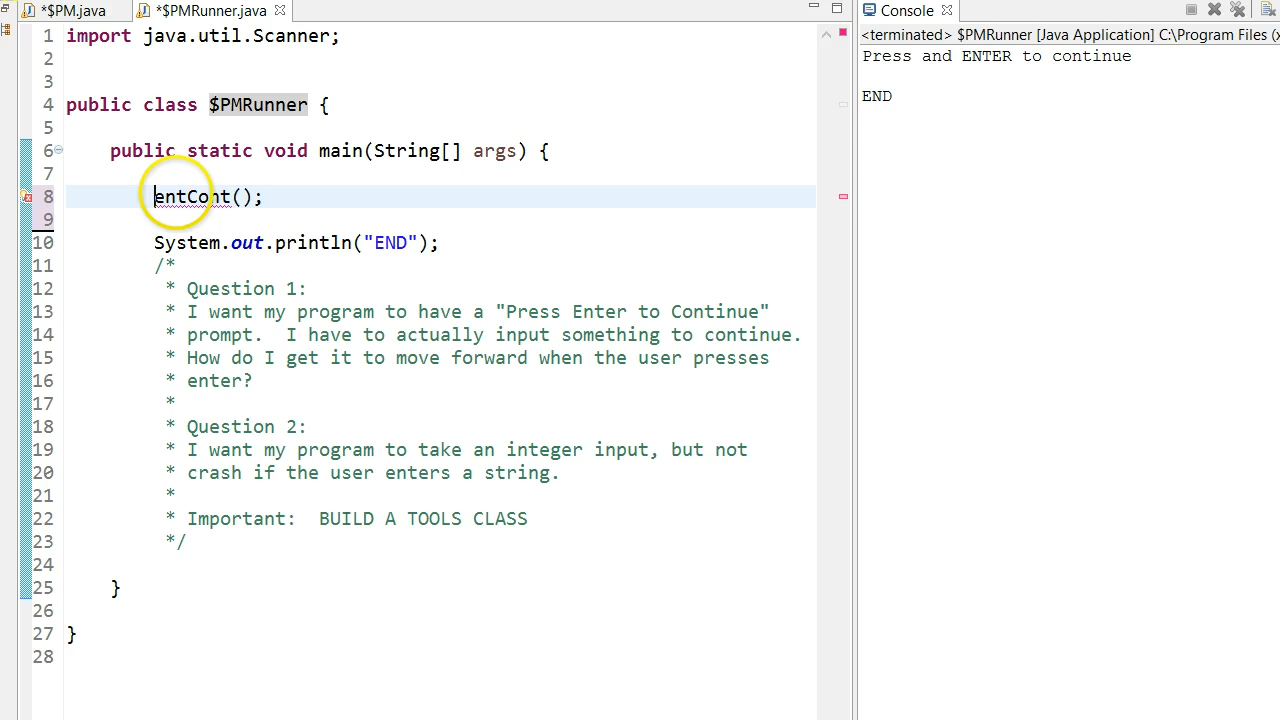 *$PM.java
*$PMRunner.java
1 import java.util.Scanner;
2
3
4 public class $PMRunner {
5
6 public static void main(String[] args) {
7
8 entCont();
9
10 System.out.println("END");
11 /*
12 * Question 1:
13 * I want my program to have a "Press Enter to Continue"
14 * prompt.  I have to actually input something to continue.
15 * How do I get it to move forward when the user presses
16 * enter?
17 *
18 * Question 2:
19 * I want my program to take an integer input, but not
20 * crash if the user enters a string.
21 *
22 * Important:  BUILD A TOOLS CLASS
23 */
24
25 }
26
27 }
28
Console
<terminated> $PMRunner [Java Application] C:\Program Files (x
Press and ENTER to continue
END